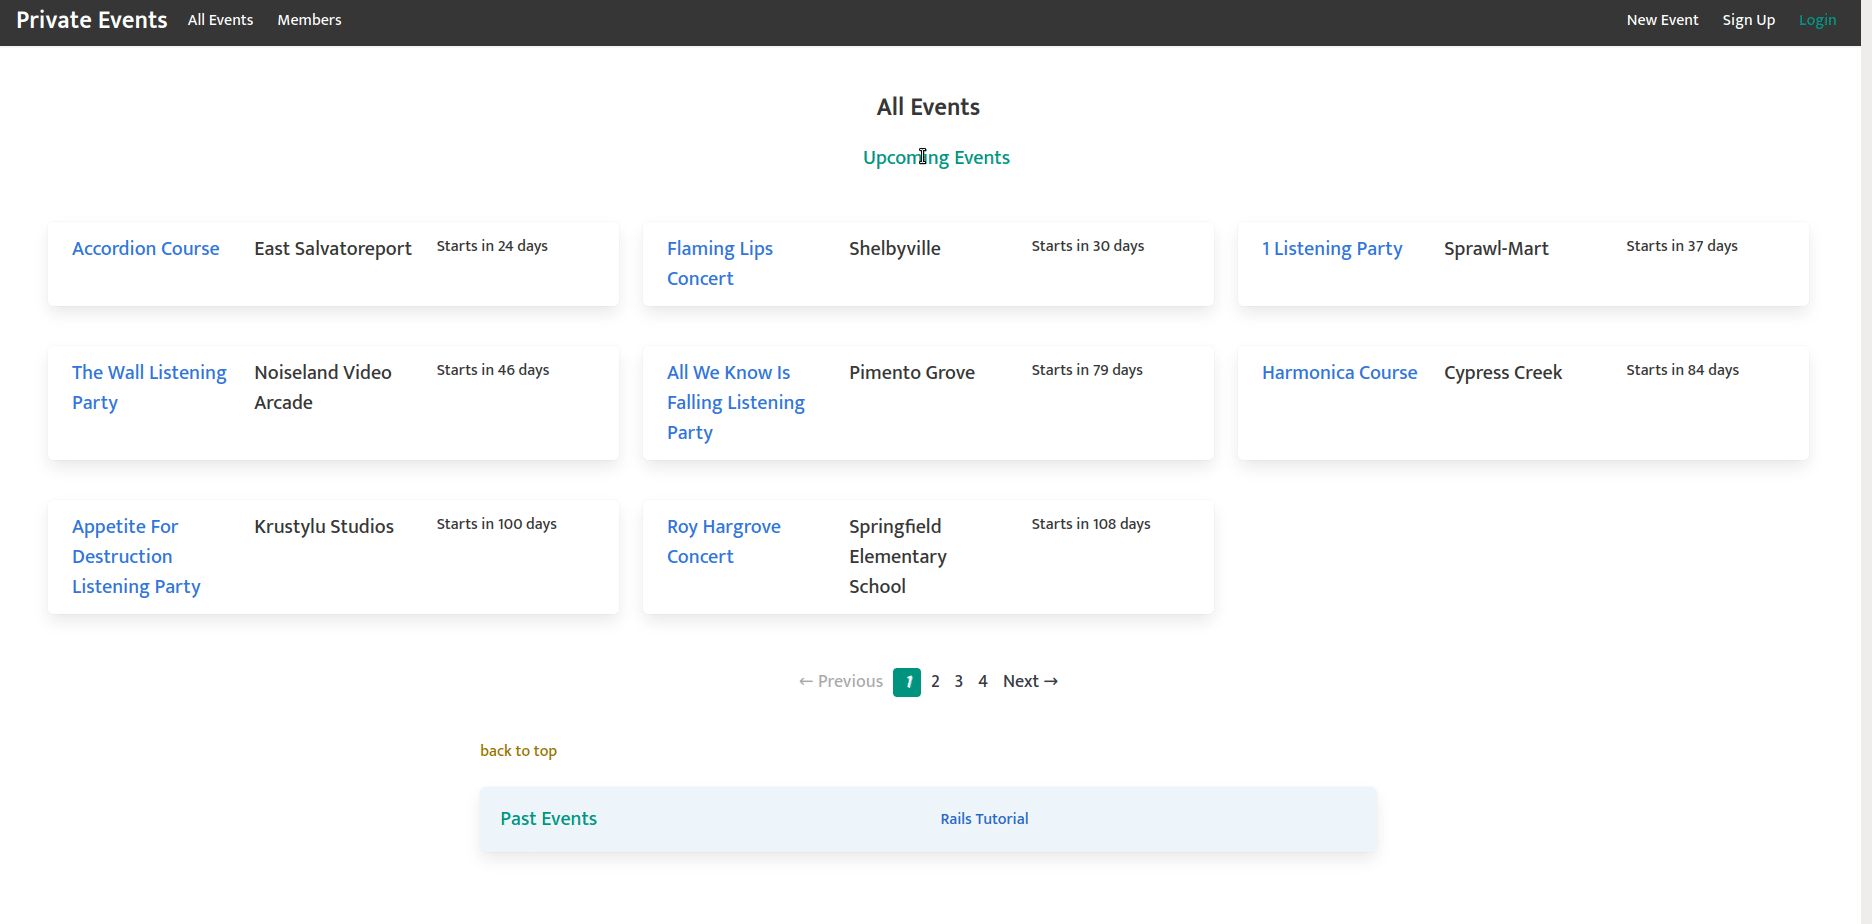 Private Events All Events Members New Event Sign Up Login
All Events
Upcoming Events
Accordion Course East Salvatoreport Starts in 24 days
Flaming Lips
Concert
Shelbyville
Starts in 30 days
1 Listening Party Sprawl-Mart Starts in 37 days
The Wall Listening
Party
Noiseland Video
Arcade
Starts in 46 days
All We Know Is
Falling Listening
Party
Pimento Grove
Starts in 79 days
Harmonica Course Cypress Creek Starts in 84 days
Appetite For
Destruction
Listening Party
Krustylu Studios
Starts in 100 days
Roy Hargrove
Concert
Springfield
Elementary
School
Starts in 108 days
← Previous 1 2 3 4 Next →
back to top
Past Events Rails Tutorial